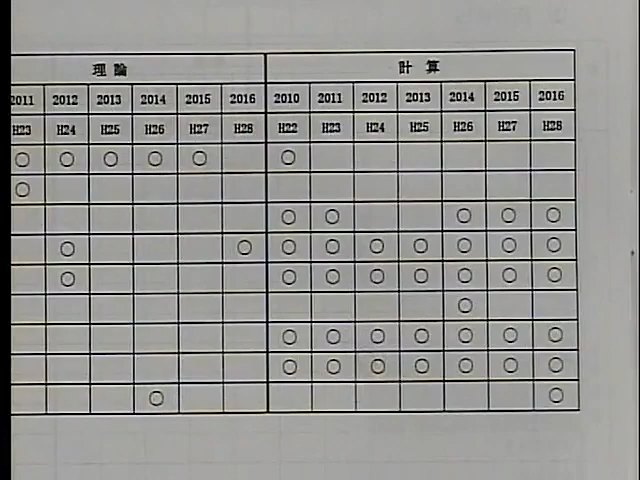 理論 計算
2011 2012 2013 2014 2015 2016 2010 2011 2012 2013 2014 2015 2016
H23 H24 H25 H26 H27 H28 H22 H23 H24 H25 H26 H27 H28
○ ○ ○ ○ ○ ○
○
○ ○ ○ ○ ○
○ ○ ○ ○ ○ ○ ○ ○ ○
○ ○ ○ ○ ○ ○ ○ ○
○
○ ○ ○ ○ ○ ○ ○
○ ○ ○ ○ ○ ○ ○
○ ○